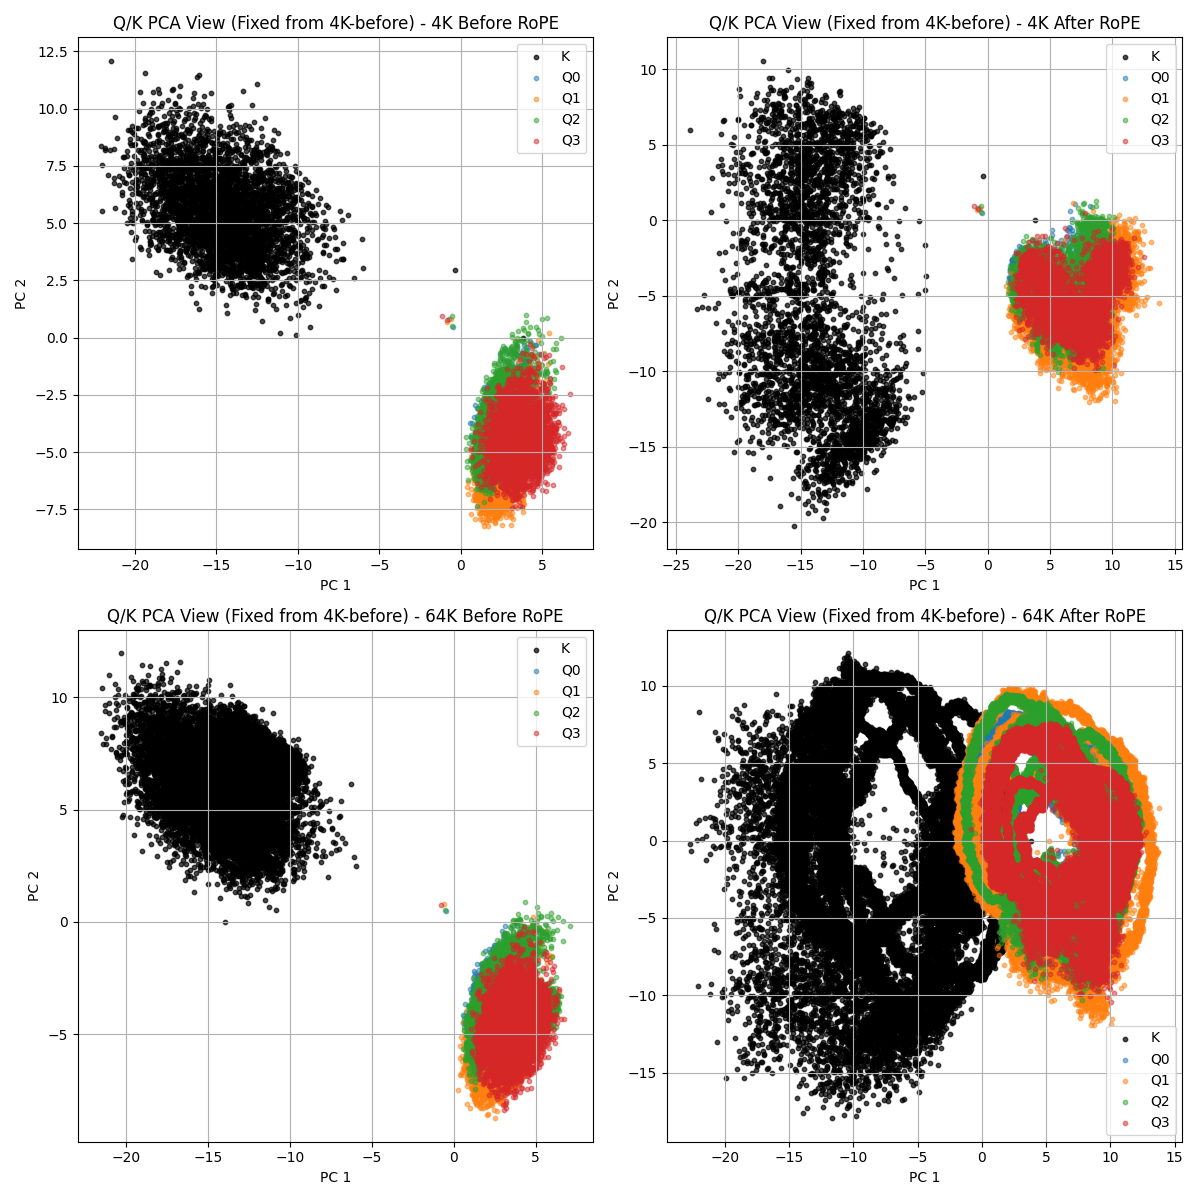 Q/K PCA View (Fixed from 4K-before) - 4K Before RoPE
12.5
10.0
7.5
5.0
2.5
0.0
−2.5
−5.0
−7.5
PC 2
−20
−15
−10
−5
0
5
PC 1
K
Q0
Q1
Q2
Q3
Q/K PCA View (Fixed from 4K-before) - 4K After RoPE
10
5
0
−5
−10
−15
−20
PC 2
−25
−20
−15
−10
−5
0
5
10
15
PC 1
K
Q0
Q1
Q2
Q3
Q/K PCA View (Fixed from 4K-before) - 64K Before RoPE
10
5
0
−5
PC 2
−20
−15
−10
−5
0
5
PC 1
K
Q0
Q1
Q2
Q3
Q/K PCA View (Fixed from 4K-before) - 64K After RoPE
10
5
0
−5
−10
−15
PC 2
−20
−15
−10
−5
0
5
10
15
PC 1
K
Q0
Q1
Q2
Q3